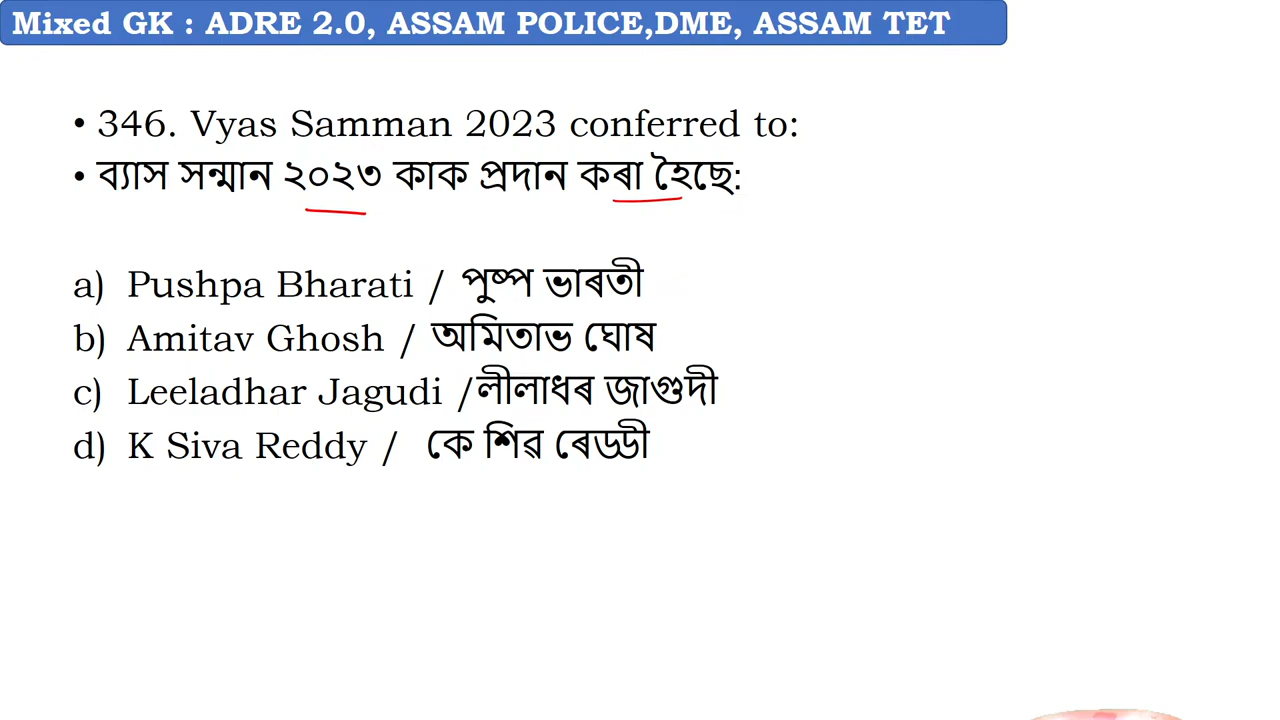 Mixed GK : ADRE 2.0, ASSAM POLICE,DME, ASSAM TET
• 346. Vyas Samman 2023 conferred to:
• ব্যাস সন্মান ২০২৩ কাক প্ৰদান কৰা হৈছে:
a) Pushpa Bharati / পুষ্প ভাৰতী
b) Amitav Ghosh / অমিতাভ ঘোষ
c) Leeladhar Jagudi /লীলাধৰ জাগুদী
d) K Siva Reddy / কে শিৱ ৰেড্ডী